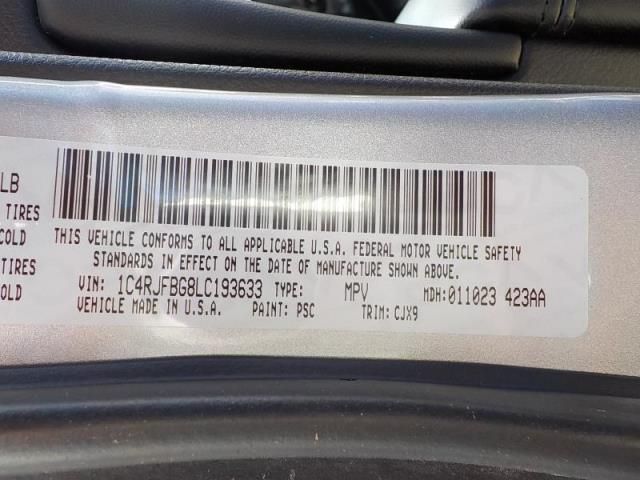 LB
TIRES
COLD
TIRES
OLD
THIS VEHICLE CONFORMS TO ALL APPLICABLE U.S.A. FEDERAL MOTOR VEHICLE SAFETY
STANDARDS IN EFFECT ON THE DATE OF MANUFACTURE SHOWN ABOVE.
VIN: 1C4RJFBG8LC193633 TYPE: MPV MDH:011023 423AA
VEHICLE MADE IN U.S.A. PAINT: PSC TRIM: CJX9